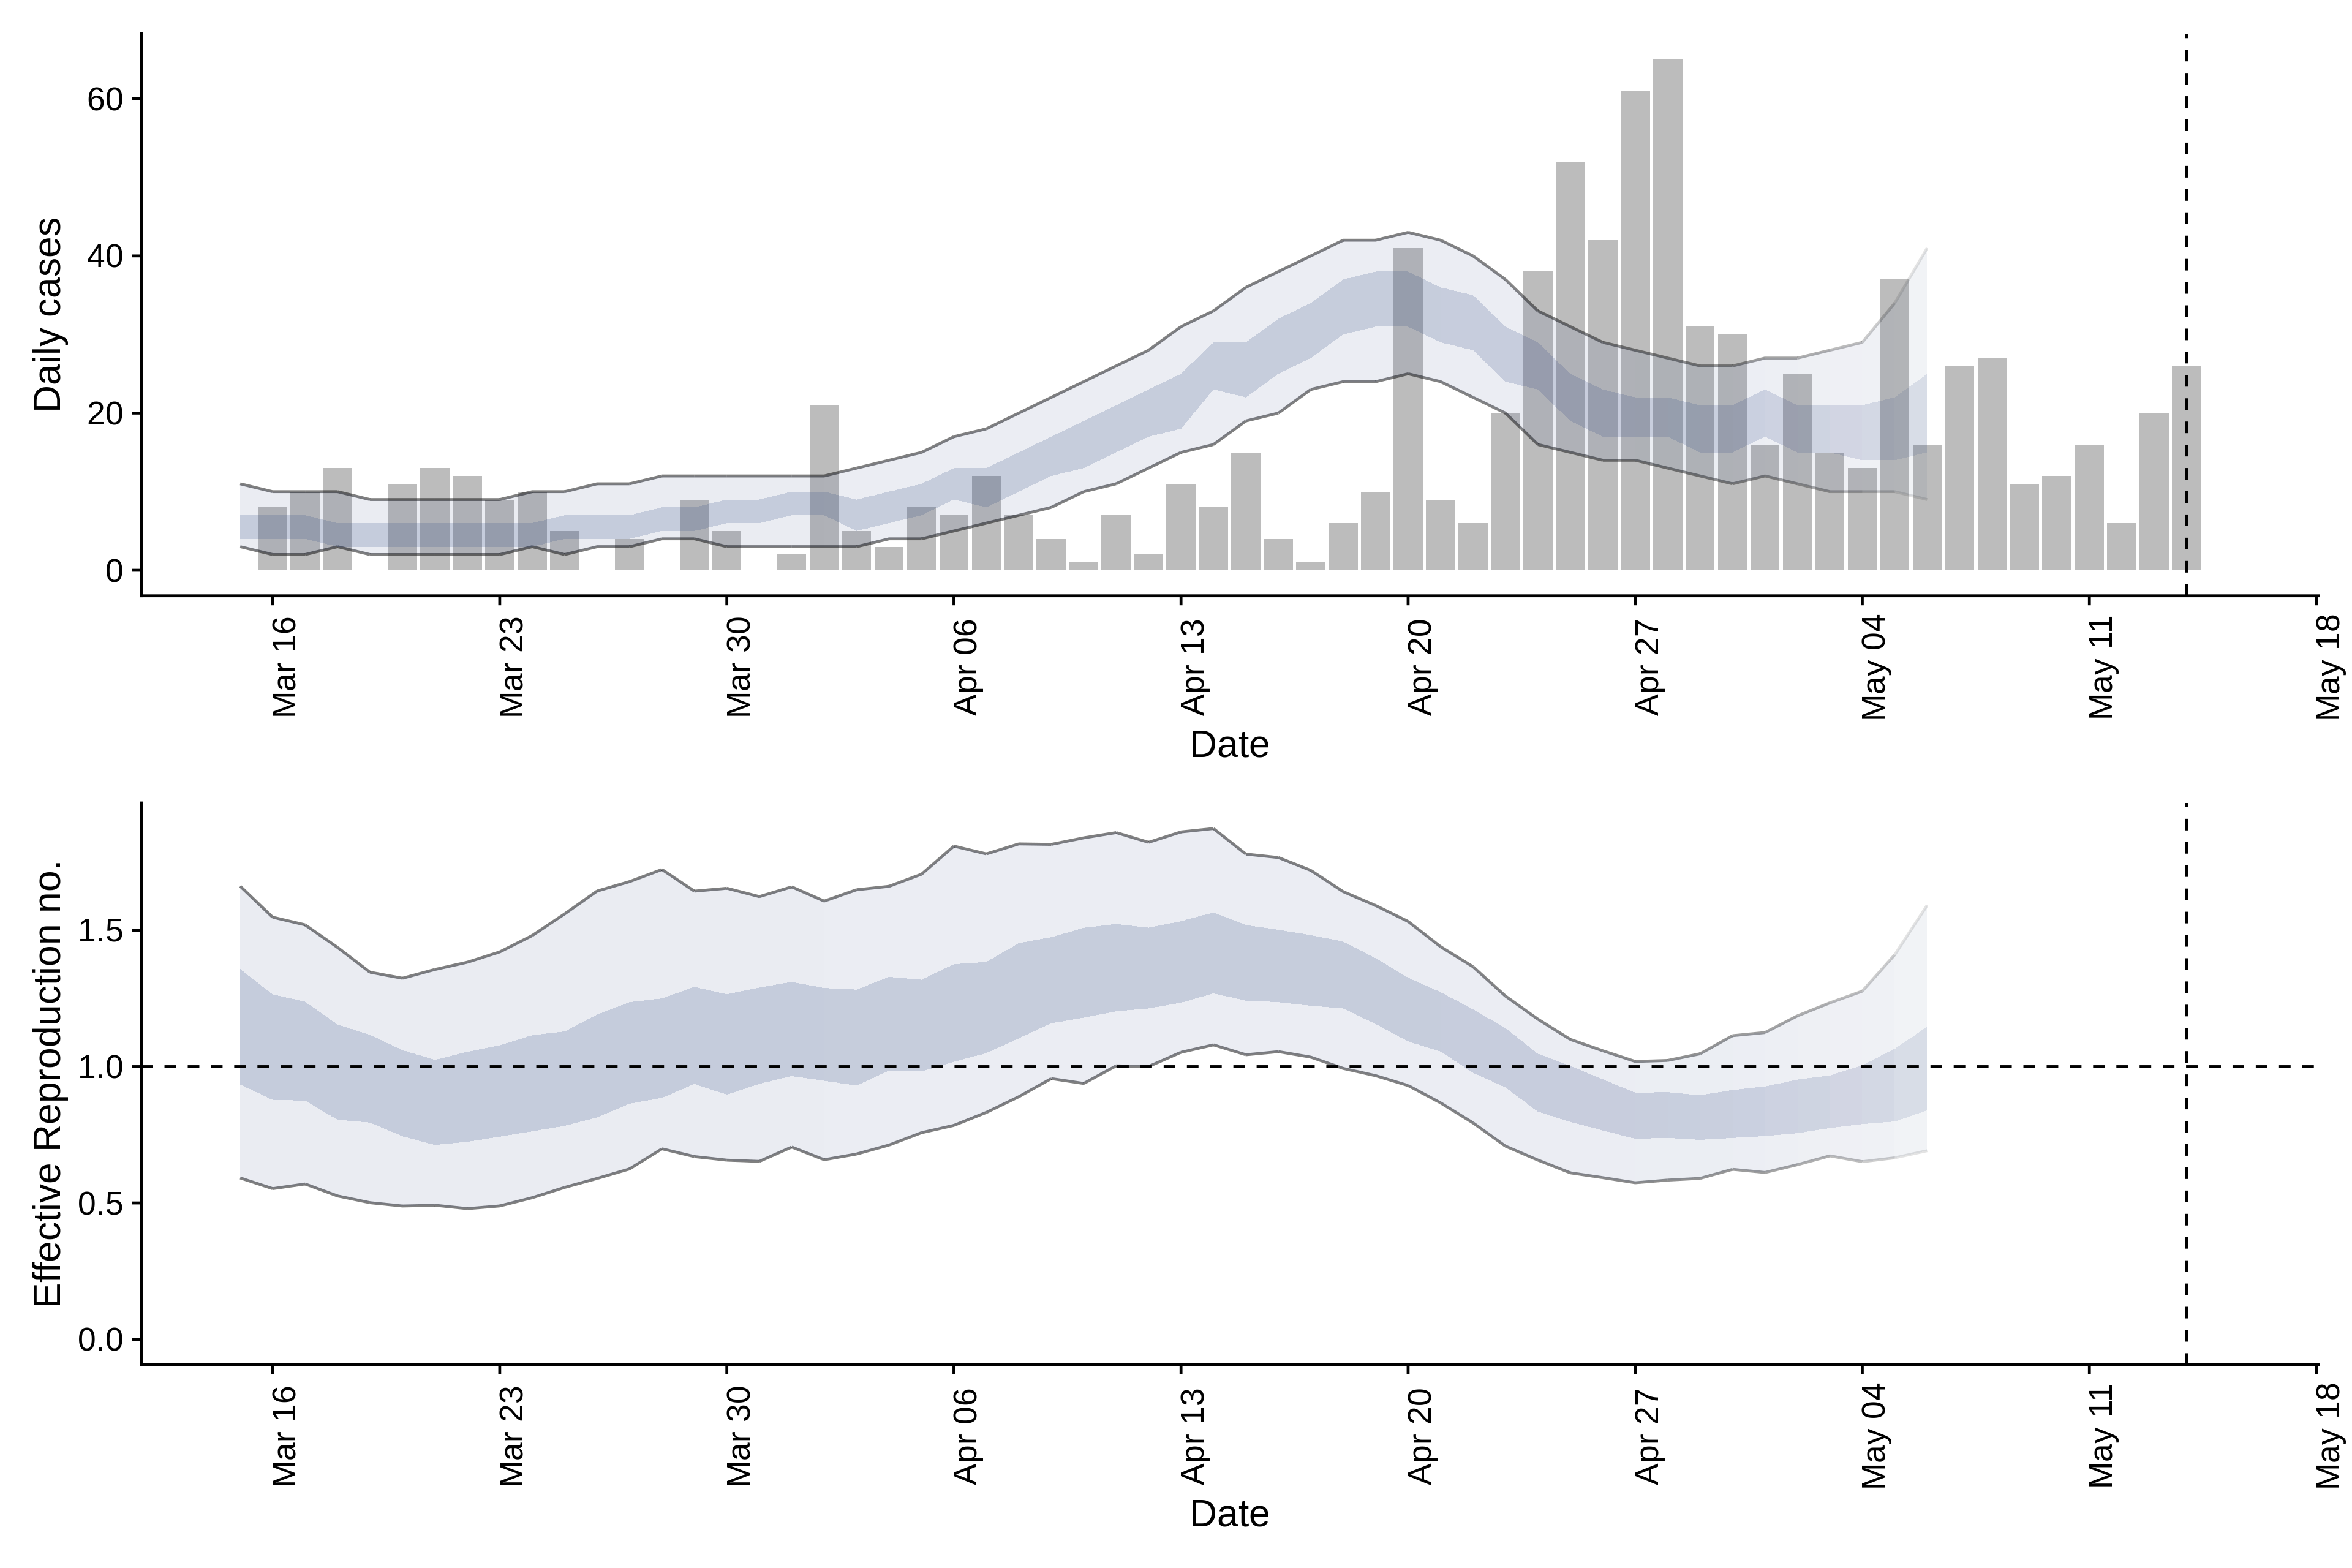 Daily cases
60
40
20
0
Mar 16
Mar 23
Mar 30
Apr 06
Apr 13
Apr 20
Apr 27
May 04
May 11
May 18
Date
Effective Reproduction no.
1.5
1.0
0.5
0.0
Mar 16
Mar 23
Mar 30
Apr 06
Apr 13
Apr 20
Apr 27
May 04
May 11
May 18
Date